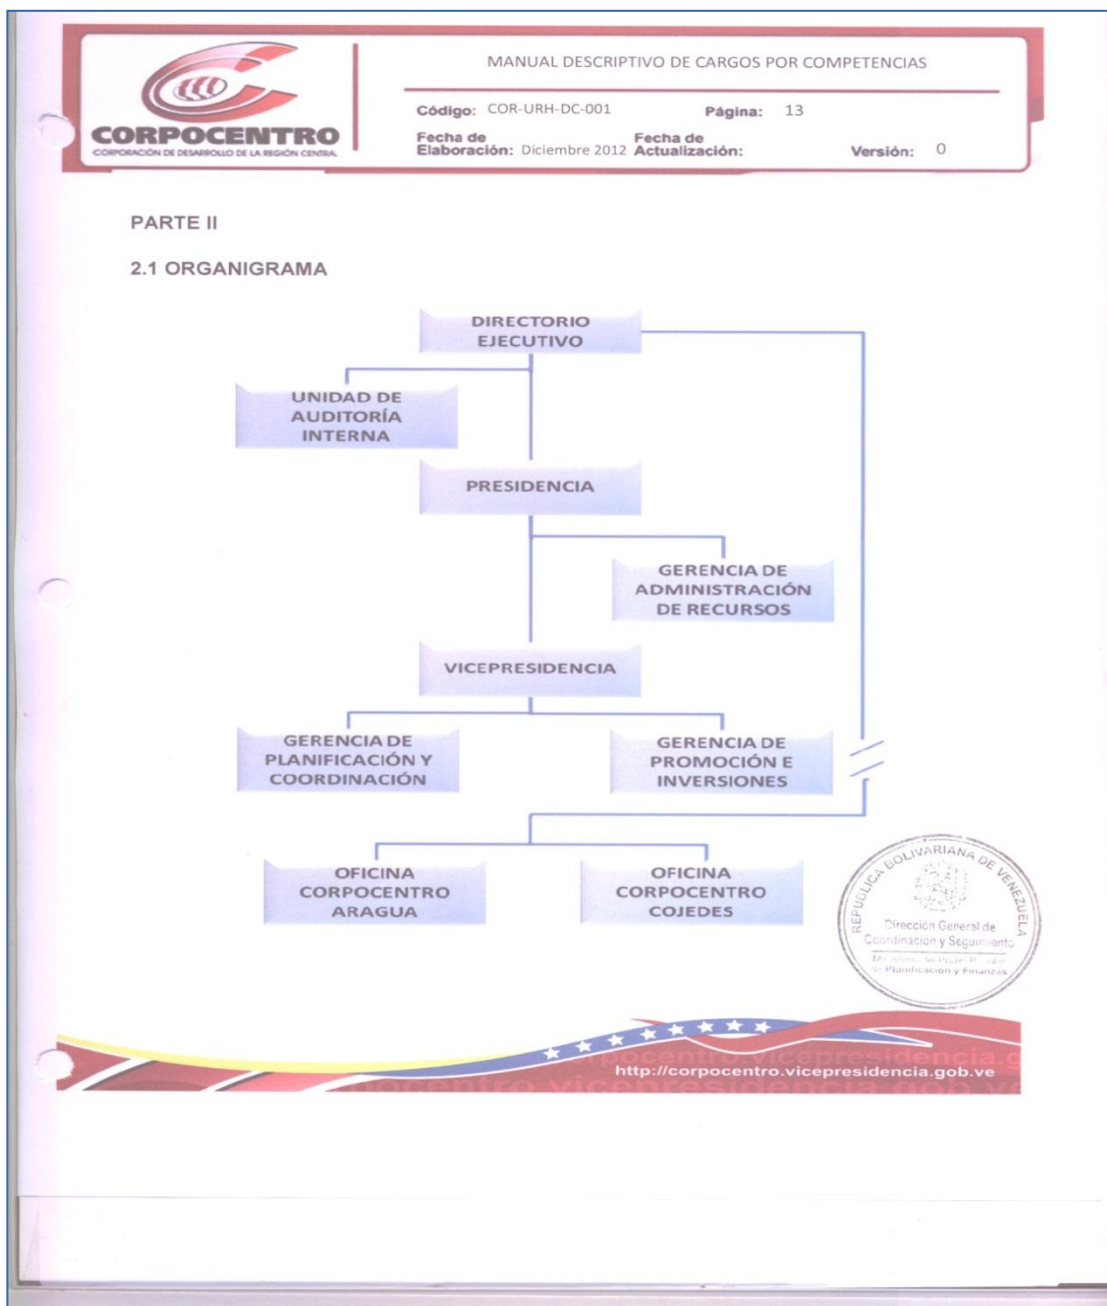 MANUAL DESCRIPTIVO DE CARGOS POR COMPETENCIAS
CORPOCENTRO
CORPORACIÓN DE DESARROLLO DE LA REGIÓN CENTRAL
Código: COR-URH-DC-001 Página: 13
Fecha de Elaboración: Diciembre 2012 Fecha de Actualización: Versión: 0
PARTE II
2.1 ORGANIGRAMA
DIRECTORIO
EJECUTIVO
UNIDAD DE
AUDITORÍA
INTERNA
PRESIDENCIA
GERENCIA DE
ADMINISTRACIÓN
DE RECURSOS
VICEPRESIDENCIA
GERENCIA DE
PLANIFICACIÓN Y
COORDINACIÓN
GERENCIA DE
PROMOCIÓN E
INVERSIONES
OFICINA
CORPOCENTRO
ARAGUA
OFICINA
CORPOCENTRO
COJEDES
REPÚBLICA BOLIVARIANA DE VENEZUELA
Dirección General de
Coordinación y Seguimiento
de Planificación y Finanzas
http://corpocentro.vicepresidencia.gob.ve